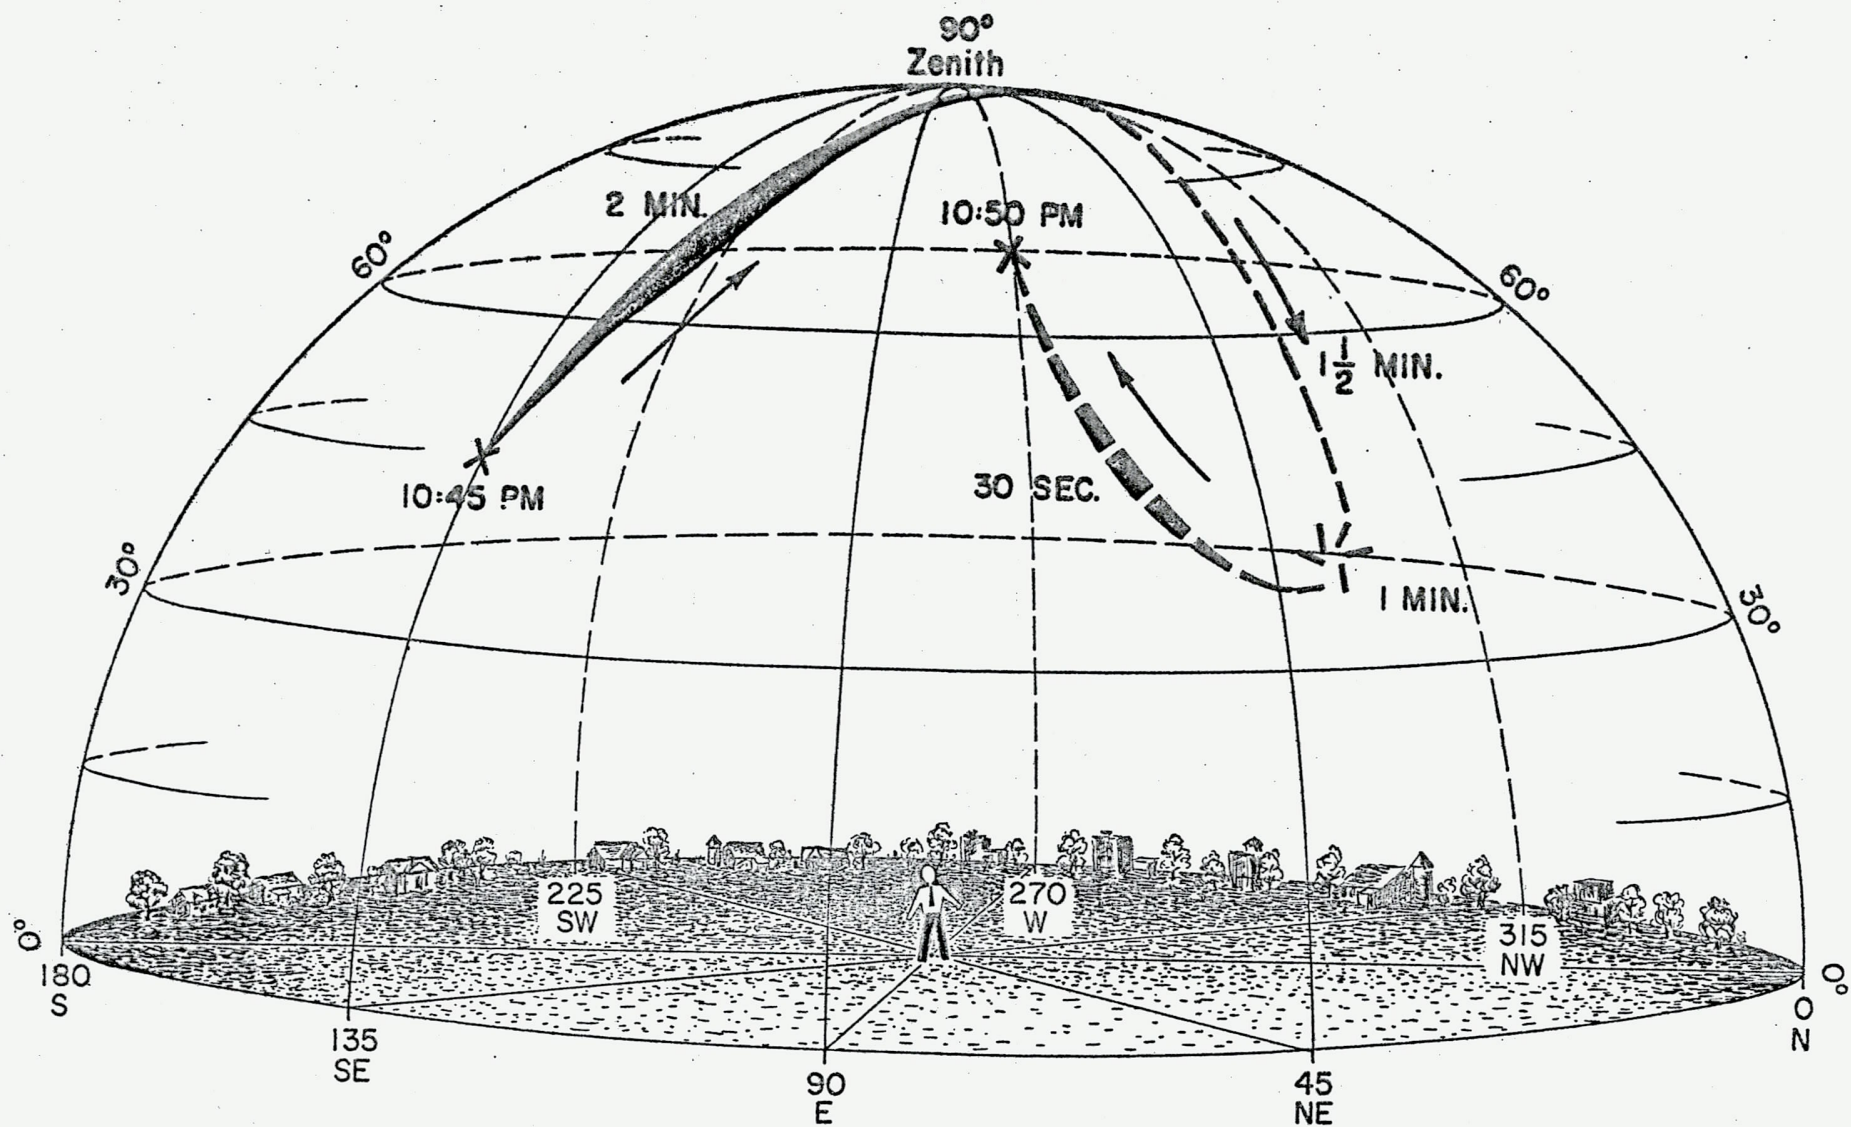 90°
Zenith
2 MIN.
10:50 PM
60°
60°
1 1/2 MIN.
10:45 PM
30 SEC.
30°
1 MIN.
30°
225
SW
270
W
315
NW
0°
180
S
0°
0
N
135
SE
90
E
45
NE